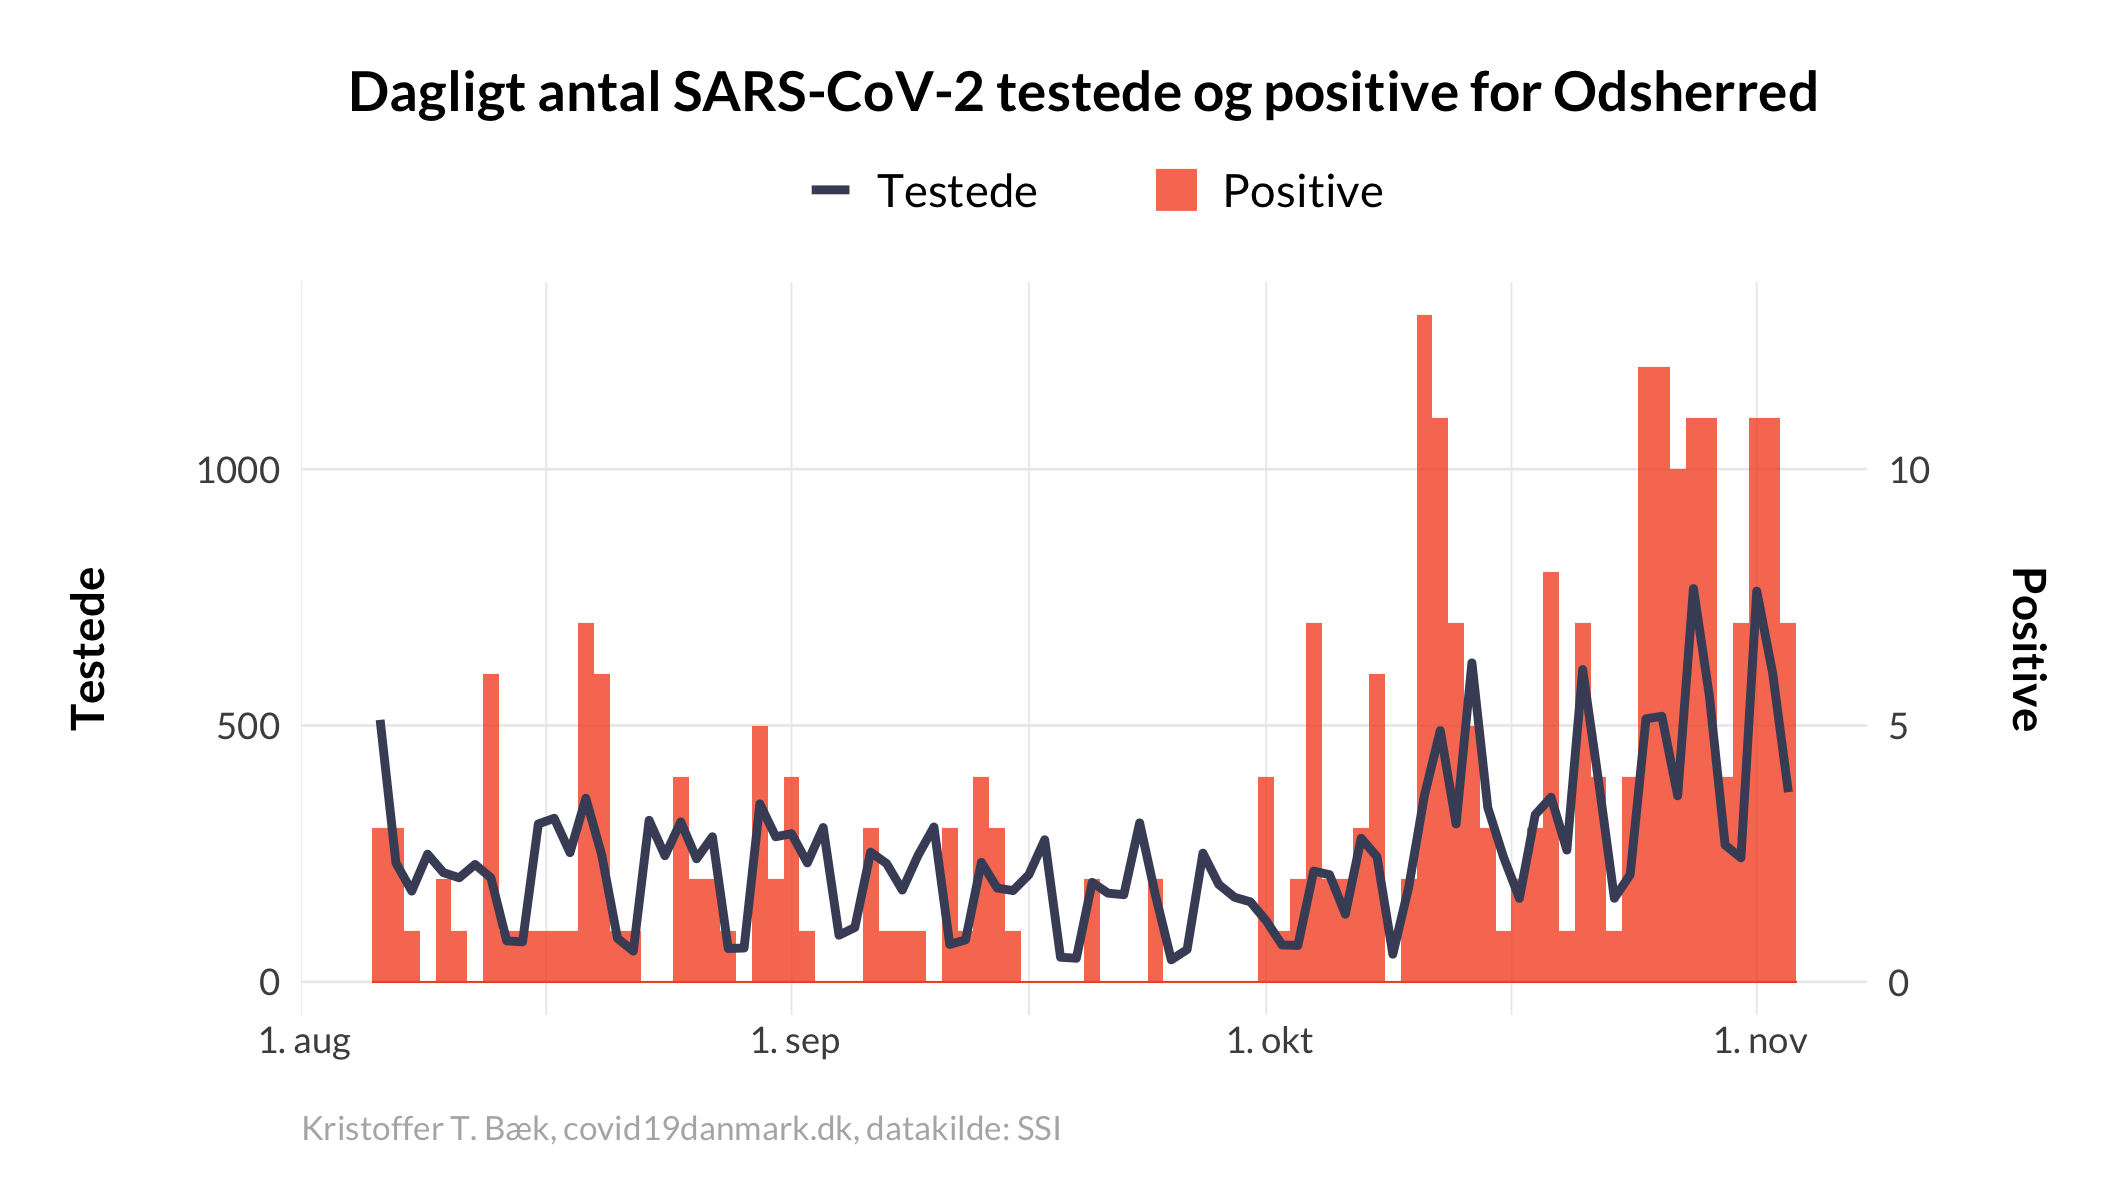 Dagligt antal SARS-CoV-2 testede og positive for Odsherred
Testede
Positive
Testede
1000
500
0
10
5
0
Positive
1. aug
1. sep
1. okt
1. nov
Kristoffer T. Bæk, covid19danmark.dk, datakilde: SSI